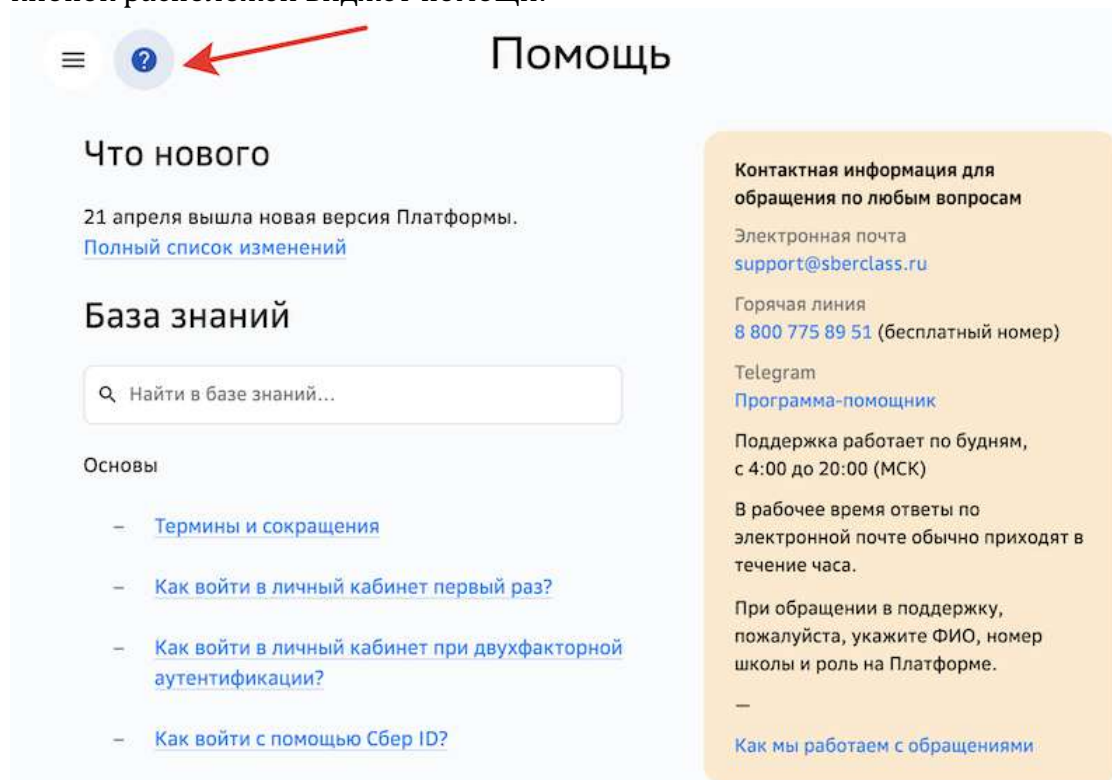 кнопок расположен виджет помощи.
Помощь
Что нового
21 апреля вышла новая версия Платформы.
Полный список изменений
База знаний
Найти в базе знаний...
Основы
– Термины и сокращения
– Как войти в личный кабинет первый раз?
– Как войти в личный кабинет при двухфакторной
аутентификации?
– Как войти с помощью Сбер ID?
Контактная информация для
обращения по любым вопросам
Электронная почта
support@sberclass.ru
Горячая линия
8 800 775 89 51 (бесплатный номер)
Telegram
Программа-помощник
Поддержка работает по будням,
с 4:00 до 20:00 (МСК)
В рабочее время ответы по
электронной почте обычно приходят в
течение часа.
При обращении в поддержку,
пожалуйста, укажите ФИО, номер
школы и роль на Платформе.
—
Как мы работаем с обращениями